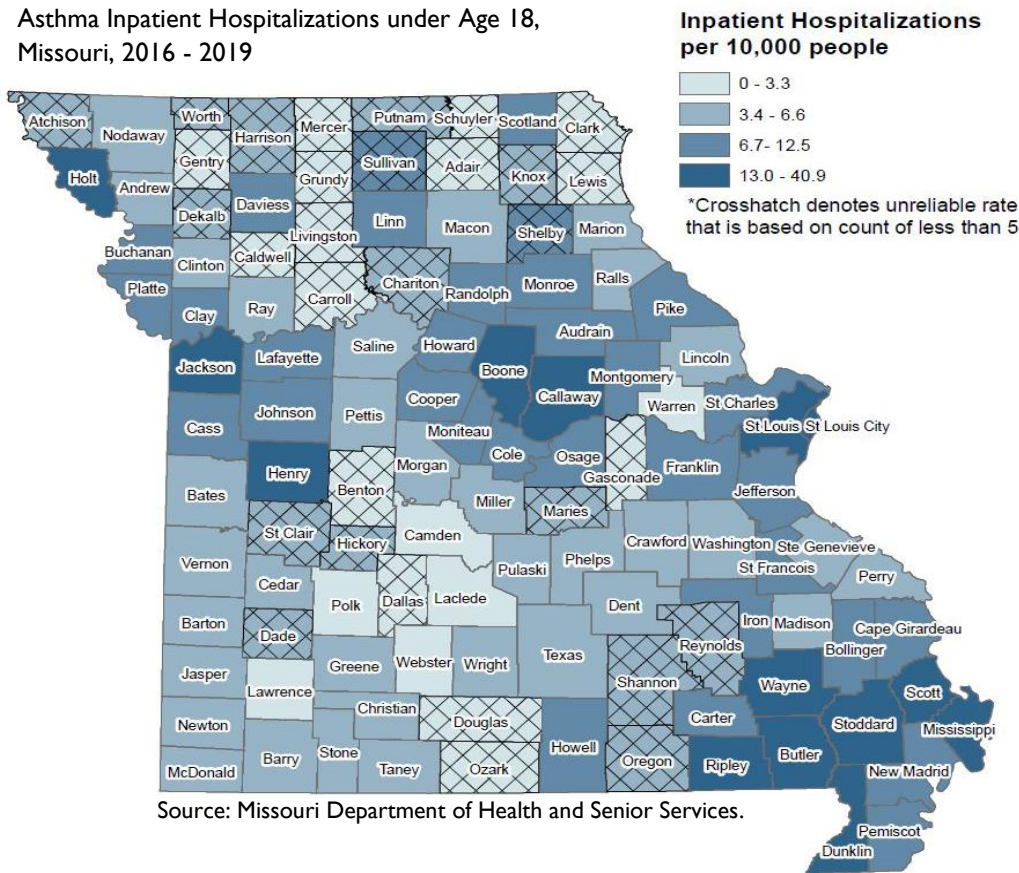 Asthma Inpatient Hospitalizations under Age 18,
Missouri, 2016 - 2019
Inpatient Hospitalizations
per 10,000 people
0 - 3.3
3.4 - 6.6
6.7- 12.5
13.0 - 40.9
*Crosshatch denotes unreliable rate
that is based on count of less than 5
Atchison
Nodaway
Worth
Harrison
Mercer
Putnam
Schuyler
Scotland
Clark
Gentry
Sullivan
Adair
Knox
Lewis
Holt
Andrew
Grundy
Dekalb
Daviess
Linn
Macon
Shelby
Marion
Livingston
Buchanan
Clinton
Caldwell
Chariton
Randolph
Monroe
Ralls
Platte
Clay
Ray
Carroll
Pike
Audrain
Saline
Howard
Lincoln
Jackson
Lafayette
Boone
Callaway
Montgomery
Warren
St Charles
Johnson
Pettis
Cooper
Cass
Moniteau
St Louis
St Louis City
Cole
Osage
Gasconade
Franklin
Henry
Morgan
Jefferson
Bates
Benton
Miller
Maries
St Clair
Hickory
Camden
Crawford
Washington
Ste Genevieve
Vernon
Pulaski
Phelps
St Francois
Perry
Cedar
Polk
Dallas
Laclede
Dent
Barton
Dade
Iron
Madison
Cape Girardeau
Reynolds
Bollinger
Jasper
Greene
Webster
Wright
Texas
Lawrence
Shannon
Wayne
Scott
Christian
Newton
Douglas
Carter
Stoddard
Mississippi
McDonald
Barry
Stone
Taney
Ozark
Howell
Oregon
Ripley
Butler
New Madrid
Pemiscot
Dunklin
Source: Missouri Department of Health and Senior Services.